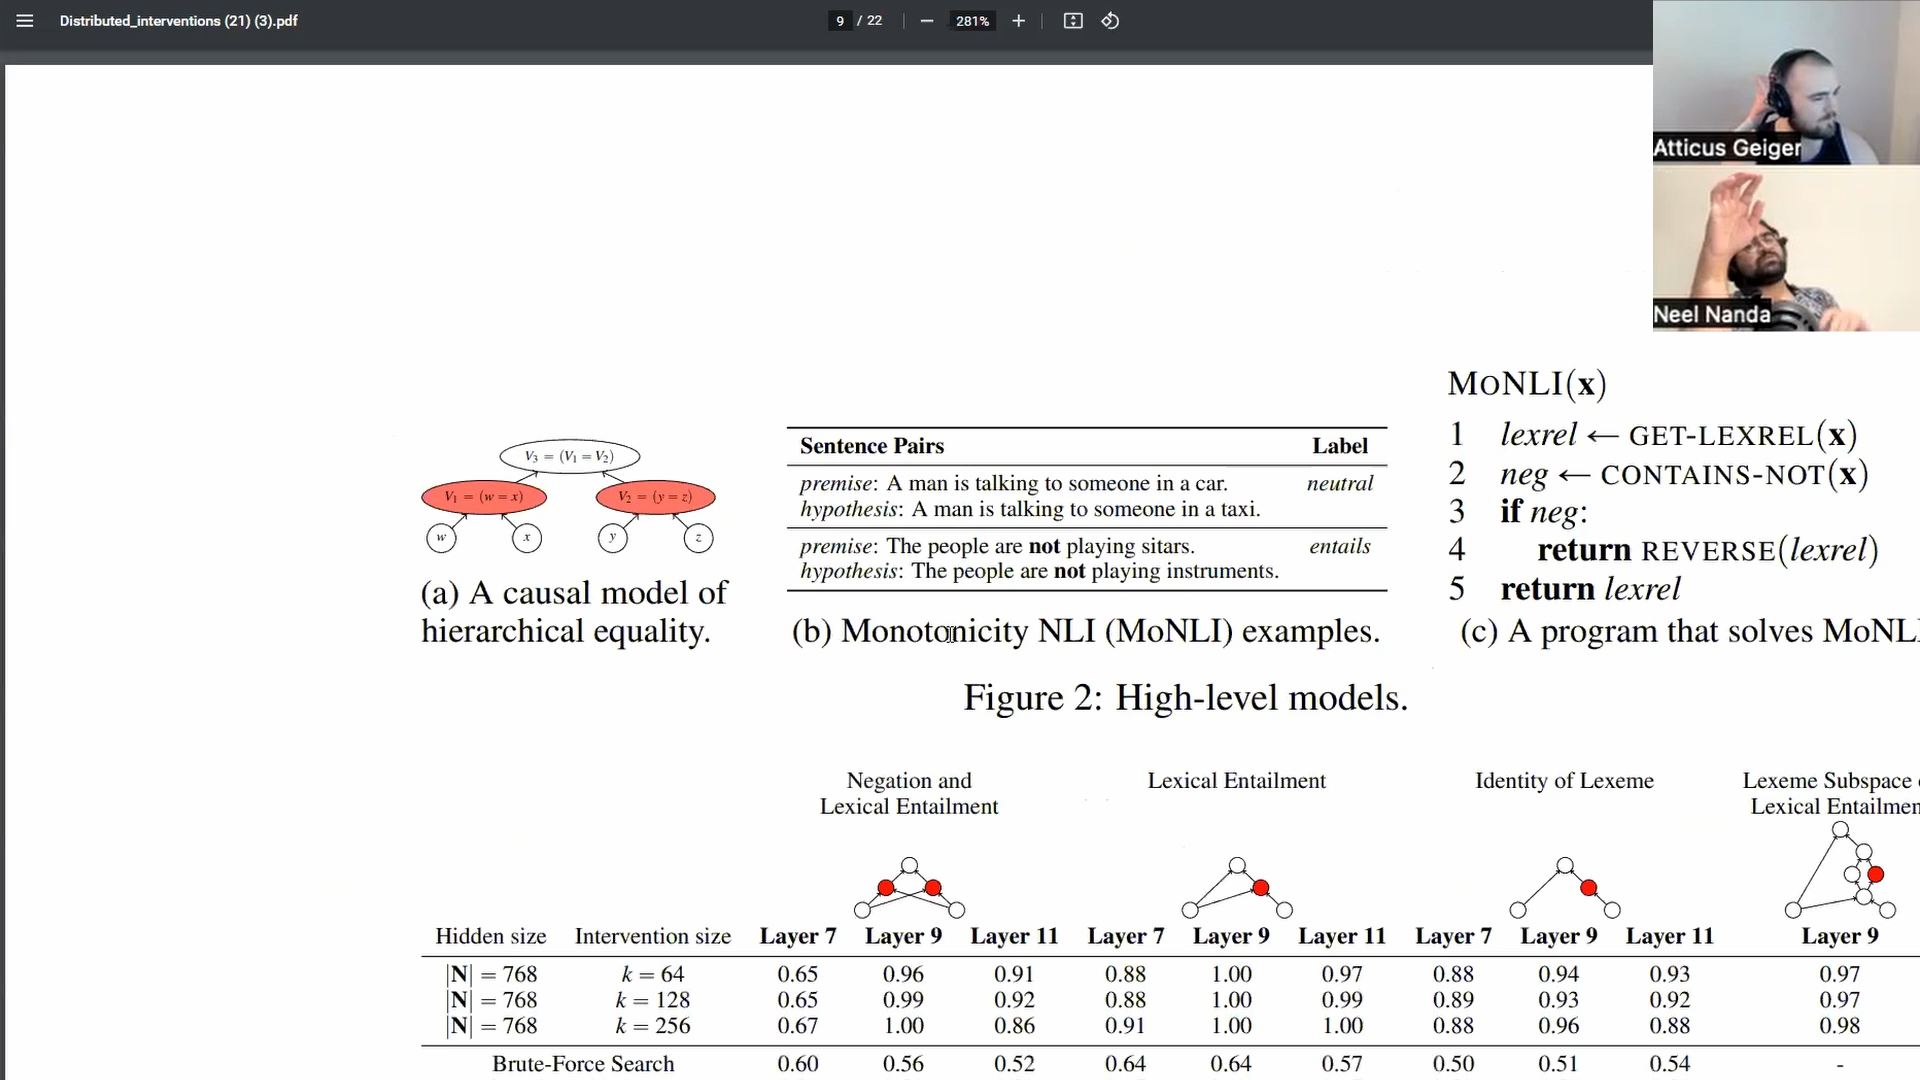 Distributed_interventions (21) (3).pdf
9 / 22
281%
Atticus Geiger
Neel Nanda
V₃ = (V₁ = V₂)
V₁ = (w = x)
V₂ = (y = z)
w
x
y
z
(a) A causal model of
hierarchical equality.
Sentence Pairs Label
premise: A man is talking to someone in a car. neutral
hypothesis: A man is talking to someone in a taxi.
premise: The people are not playing sitars. entails
hypothesis: The people are not playing instruments.
(b) Monotonicity NLI (MoNLI) examples.
MONLI(x)
1 lexrel ← GET-LEXREL(x)
2 neg ← CONTAINS-NOT(x)
3 if neg:
4 return REVERSE(lexrel)
5 return lexrel
(c) A program that solves MoNL
Figure 2: High-level models.
Negation and
Lexical Entailment
Lexical Entailment
Identity of Lexeme
Lexeme Subspace
Lexical Entailmen
Hidden size Intervention size Layer 7 Layer 9 Layer 11 Layer 7 Layer 9 Layer 11 Layer 7 Layer 9 Layer 11 Layer 9
|N| = 768 k = 64 0.65 0.96 0.91 0.88 1.00 0.97 0.88 0.94 0.93 0.97
|N| = 768 k = 128 0.65 0.99 0.92 0.88 1.00 0.99 0.89 0.93 0.92 0.97
|N| = 768 k = 256 0.67 1.00 0.86 0.91 1.00 1.00 0.88 0.96 0.88 0.98
Brute-Force Search 0.60 0.56 0.52 0.64 0.64 0.57 0.50 0.51 0.54 -